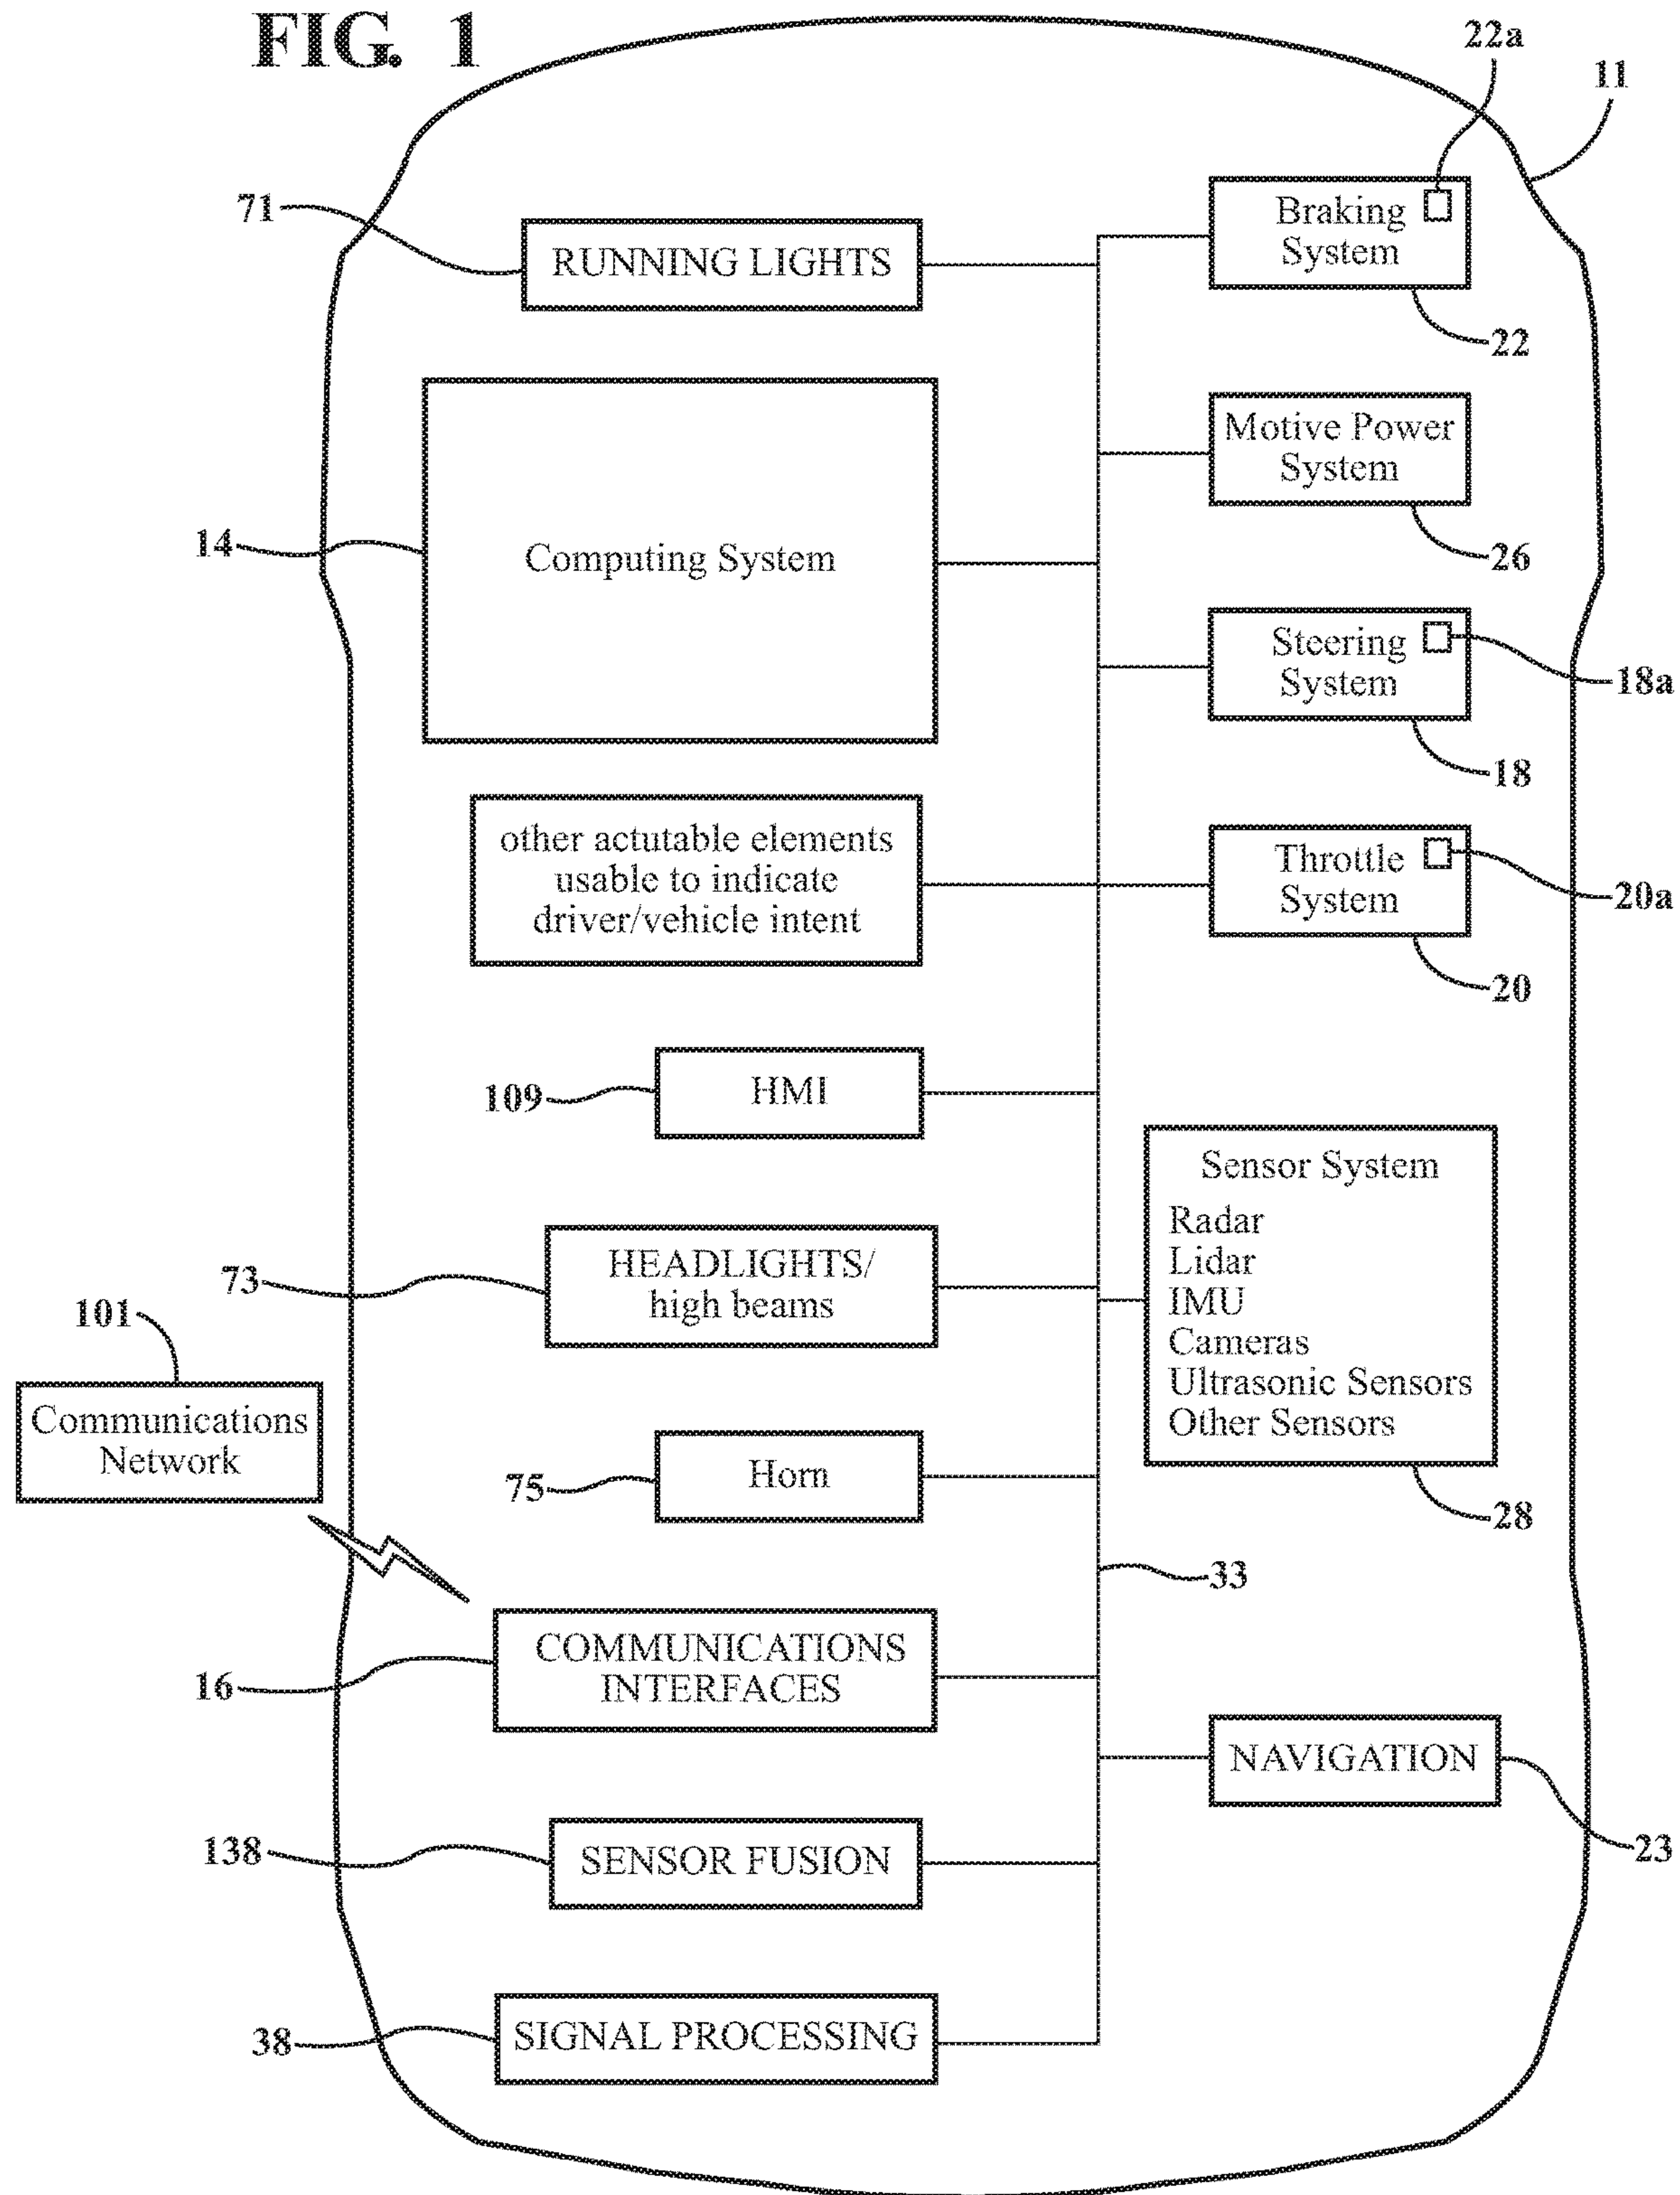 FIG. 1
22a
11
71
RUNNING LIGHTS
Braking
System
22
Motive Power
System
26
14
Computing System
Steering
System
18a
18
other actutable elements
usable to indicate
driver/vehicle intent
Throttle
System
20a
20
109
HMI
Sensor System
Radar
Lidar
IMU
Cameras
Ultrasonic Sensors
Other Sensors
28
73
HEADLIGHTS/
high beams
101
Communications
Network
75
Horn
33
16
COMMUNICATIONS
INTERFACES
NAVIGATION
23
138
SENSOR FUSION
38
SIGNAL PROCESSING